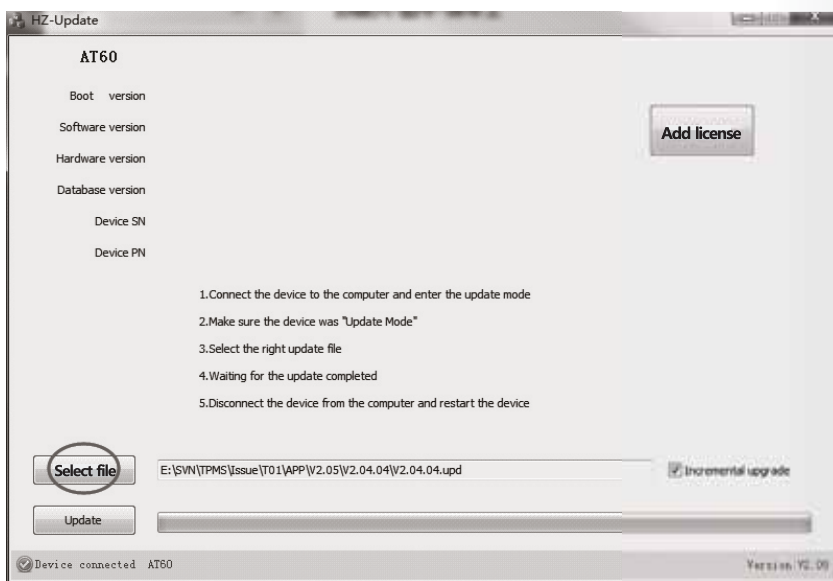 HZ-Update
AT60
Boot version
Software version
Add license
Hardware version
Database version
Device SN
Device PN
1.Connect the device to the computer and enter the update mode
2.Make sure the device was "Update Mode"
3.Select the right update file
4.Waiting for the update completed
5.Disconnect the device from the computer and restart the device
Select file
E:\SVN\TPMS\Issue\T01\APP\V2.05\V2.04.04\V2.04.04.upd
Incremental upgrade
Update
Device connected AT60
Version